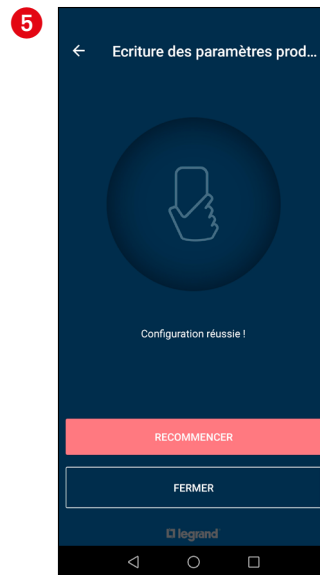 5
Ecriture des paramètres prod...
Configuration réussie !
RECOMMENCER
FERMER
legrand